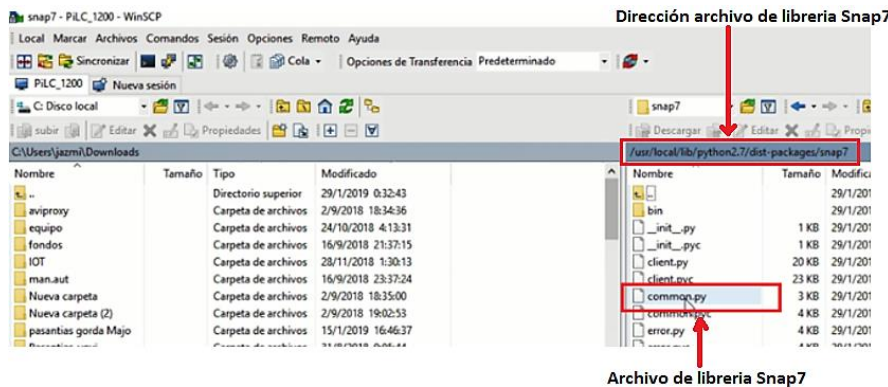 snap7 - PiLC_1200 - WinSCP
Dirección archivo de libreria Snap7
Local Marcar Archivos Comandos Sesión Opciones Remoto Ayuda
Sincronizar Cola Opciones de Transferencia Predeterminado
PiLC_1200 Nueva sesión
C: Disco local snap7
subir Editar Propiedades Descargar Editar Propi
C:\Users\jazmi\Downloads /usr/local/lib/python2.7/dist-packages/snap7
Nombre Tamaño Tipo Modificado Nombre Tamaño Modifica
.. Directorio superior 29/1/2019 0:32:43 .. 29/1/201
aviproxy Carpeta de archivos 2/9/2018 18:34:36 bin 29/1/201
equipo Carpeta de archivos 24/10/2018 4:13:31 __init__.py 1 KB 29/1/201
fondos Carpeta de archivos 16/9/2018 21:37:15 __init__.pyc 1 KB 29/1/201
IOT Carpeta de archivos 28/11/2018 1:30:13 client.py 20 KB 29/1/201
man.aut Carpeta de archivos 16/9/2018 23:37:24 client.pyc 23 KB 29/1/201
Nueva carpeta Carpeta de archivos 2/9/2018 18:35:00 common.py 3 KB 29/1/201
Nueva carpeta (2) Carpeta de archivos 2/9/2018 19:02:53 common.pyc 4 KB 29/1/201
pasantias gorda Majo Carpeta de archivos 15/1/2019 16:46:37 error.py 4 KB 29/1/201
Archivo de libreria Snap7